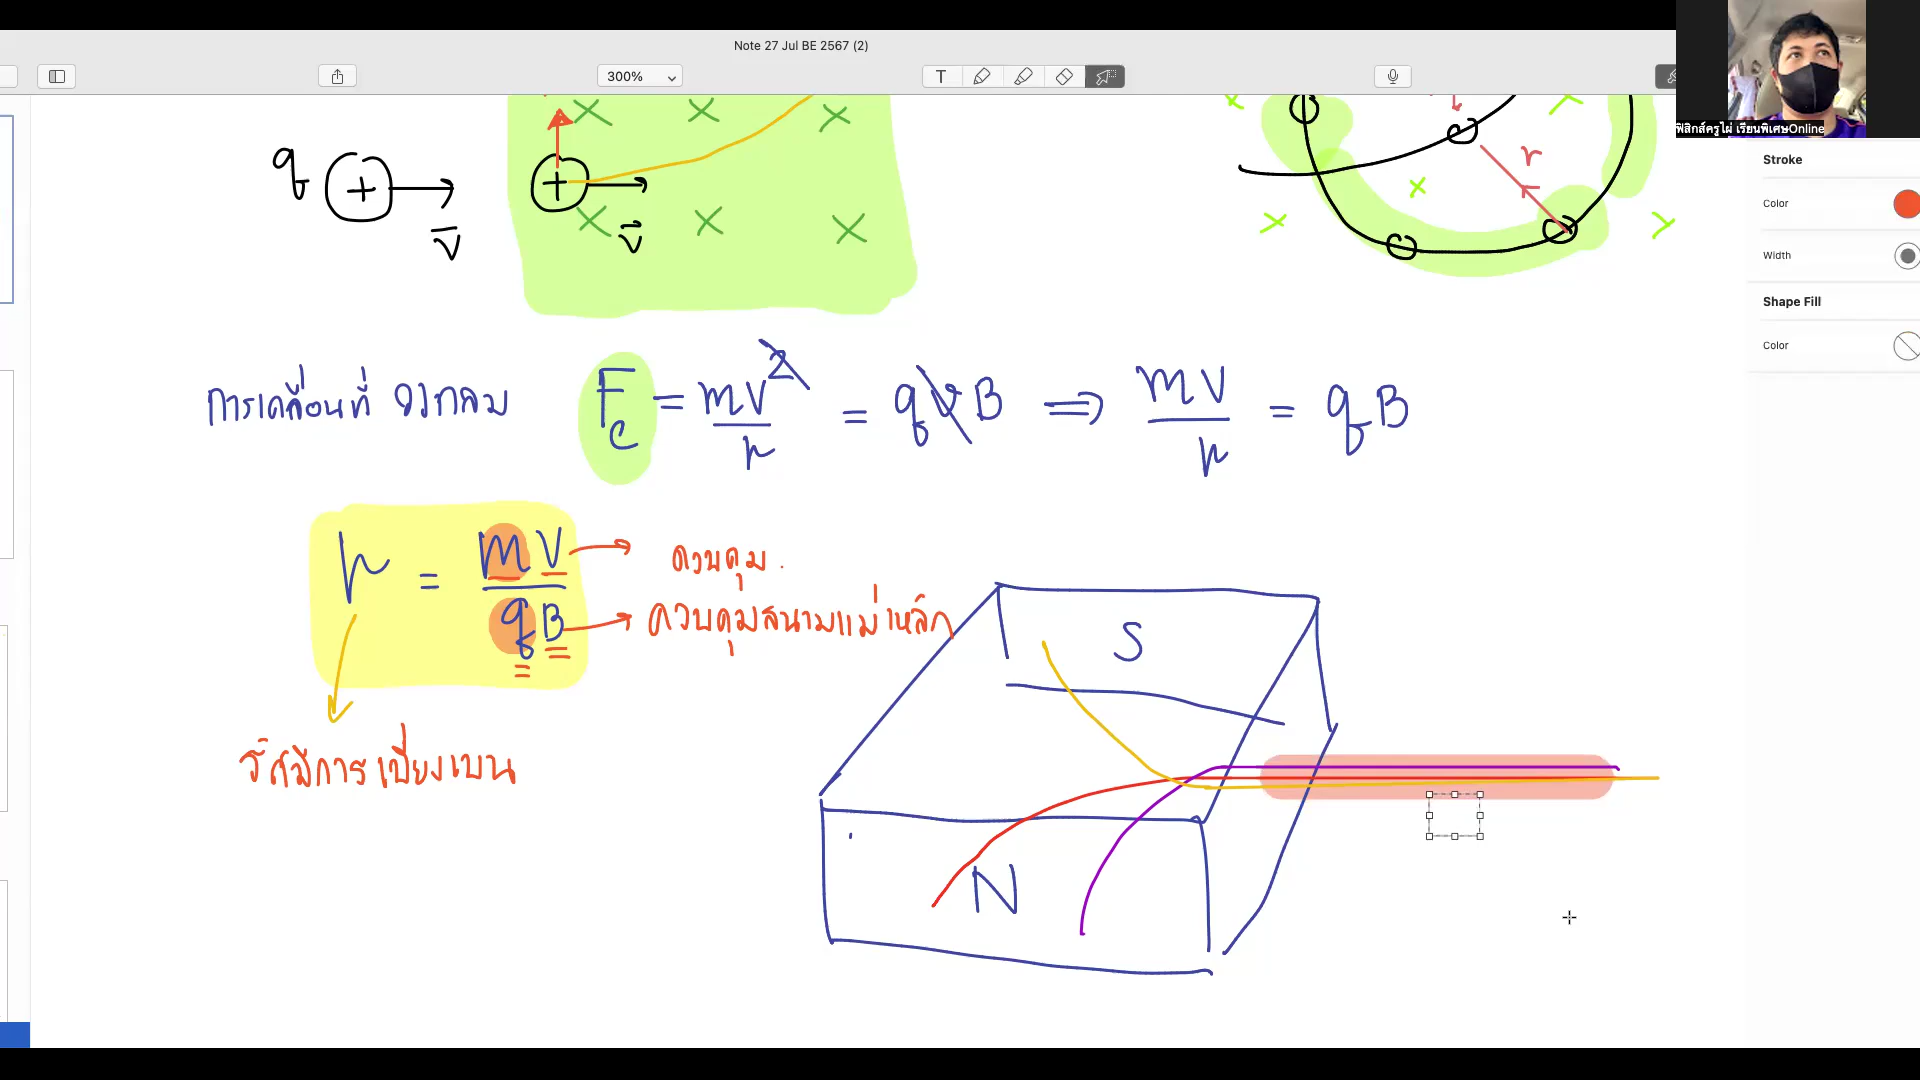 Note 27 Jul BE 2567 (2)
300%
T
ฟิสิกส์ครูไผ่ เรียนพิเศษOnline
Stroke
Color
Width
Shape Fill
Color
q + v̅
+ v̅
r
การเคลื่อนที่ วงกลม Fc = mv²/r = qvB ⇒ mv/r = qB
r = mv/qB
ควบคุม.
ควบคุมสนามแม่เหล็ก
รัศมีการเบี่ยงเบน
S
N